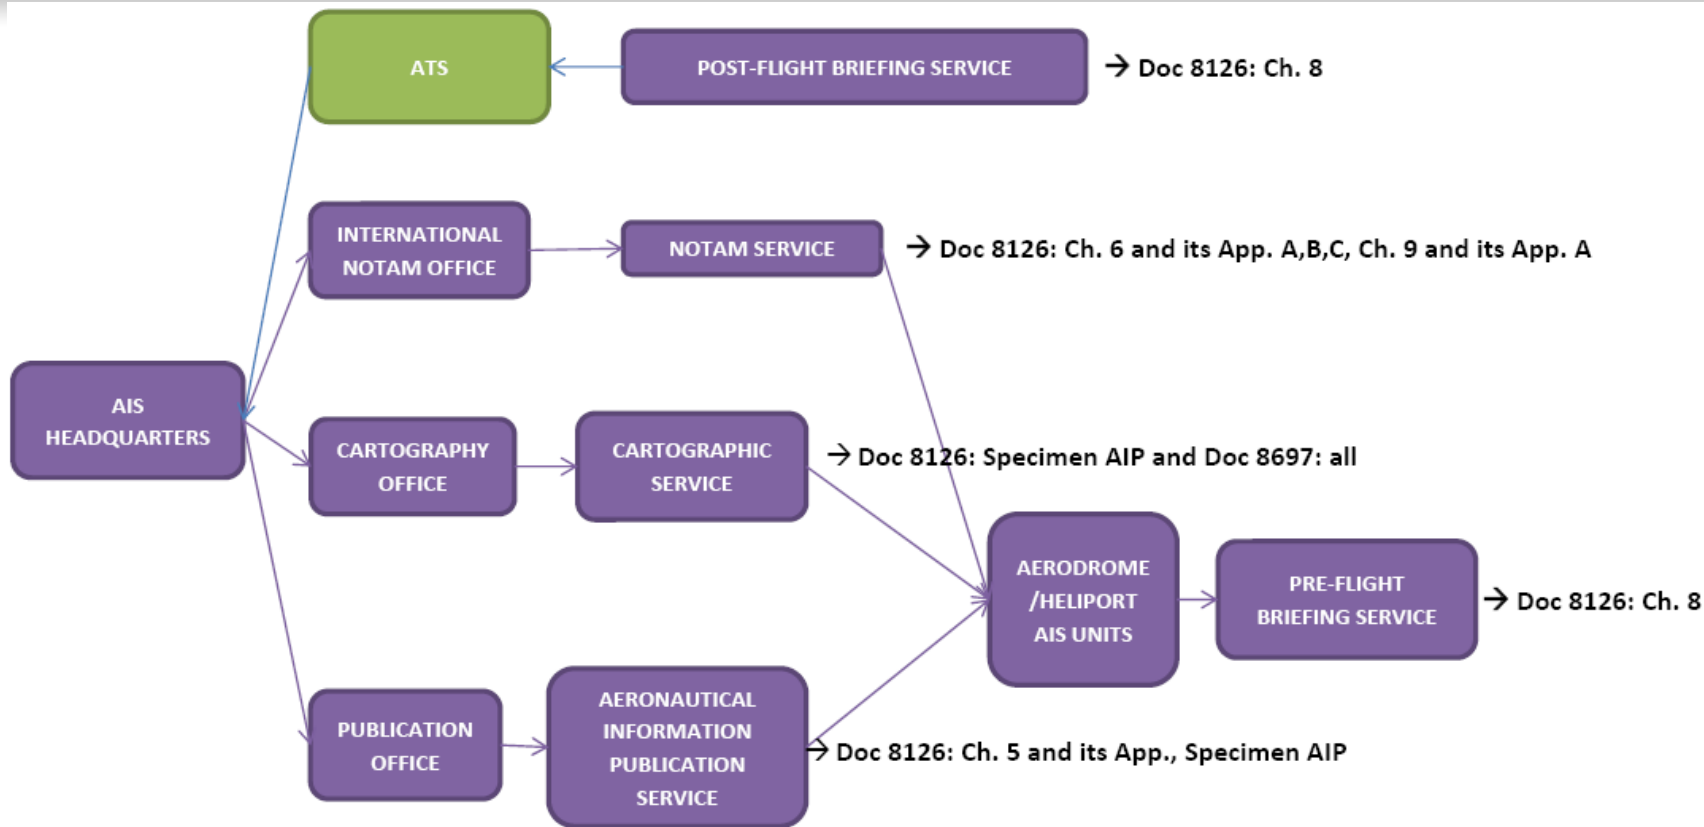 ATS
POST-FLIGHT BRIEFING SERVICE
→ Doc 8126: Ch. 8
INTERNATIONAL
NOTAM OFFICE
NOTAM SERVICE
→ Doc 8126: Ch. 6 and its App. A,B,C, Ch. 9 and its App. A
AIS
HEADQUARTERS
CARTOGRAPHY
OFFICE
CARTOGRAPHIC
SERVICE
→ Doc 8126: Specimen AIP and Doc 8697: all
AERODROME
/HELIPORT
AIS UNITS
PRE-FLIGHT
BRIEFING SERVICE
→ Doc 8126: Ch. 8
PUBLICATION
OFFICE
AERONAUTICAL
INFORMATION
PUBLICATION
SERVICE
→ Doc 8126: Ch. 5 and its App., Specimen AIP